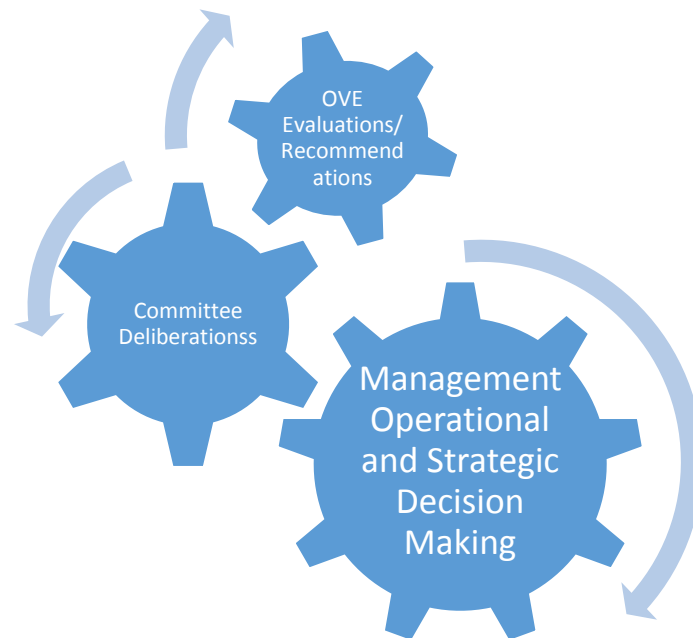 OVE
Evaluations/
Recommend
ations
Committee
Deliberationss
Management
Operational
and Strategic
Decision
Making